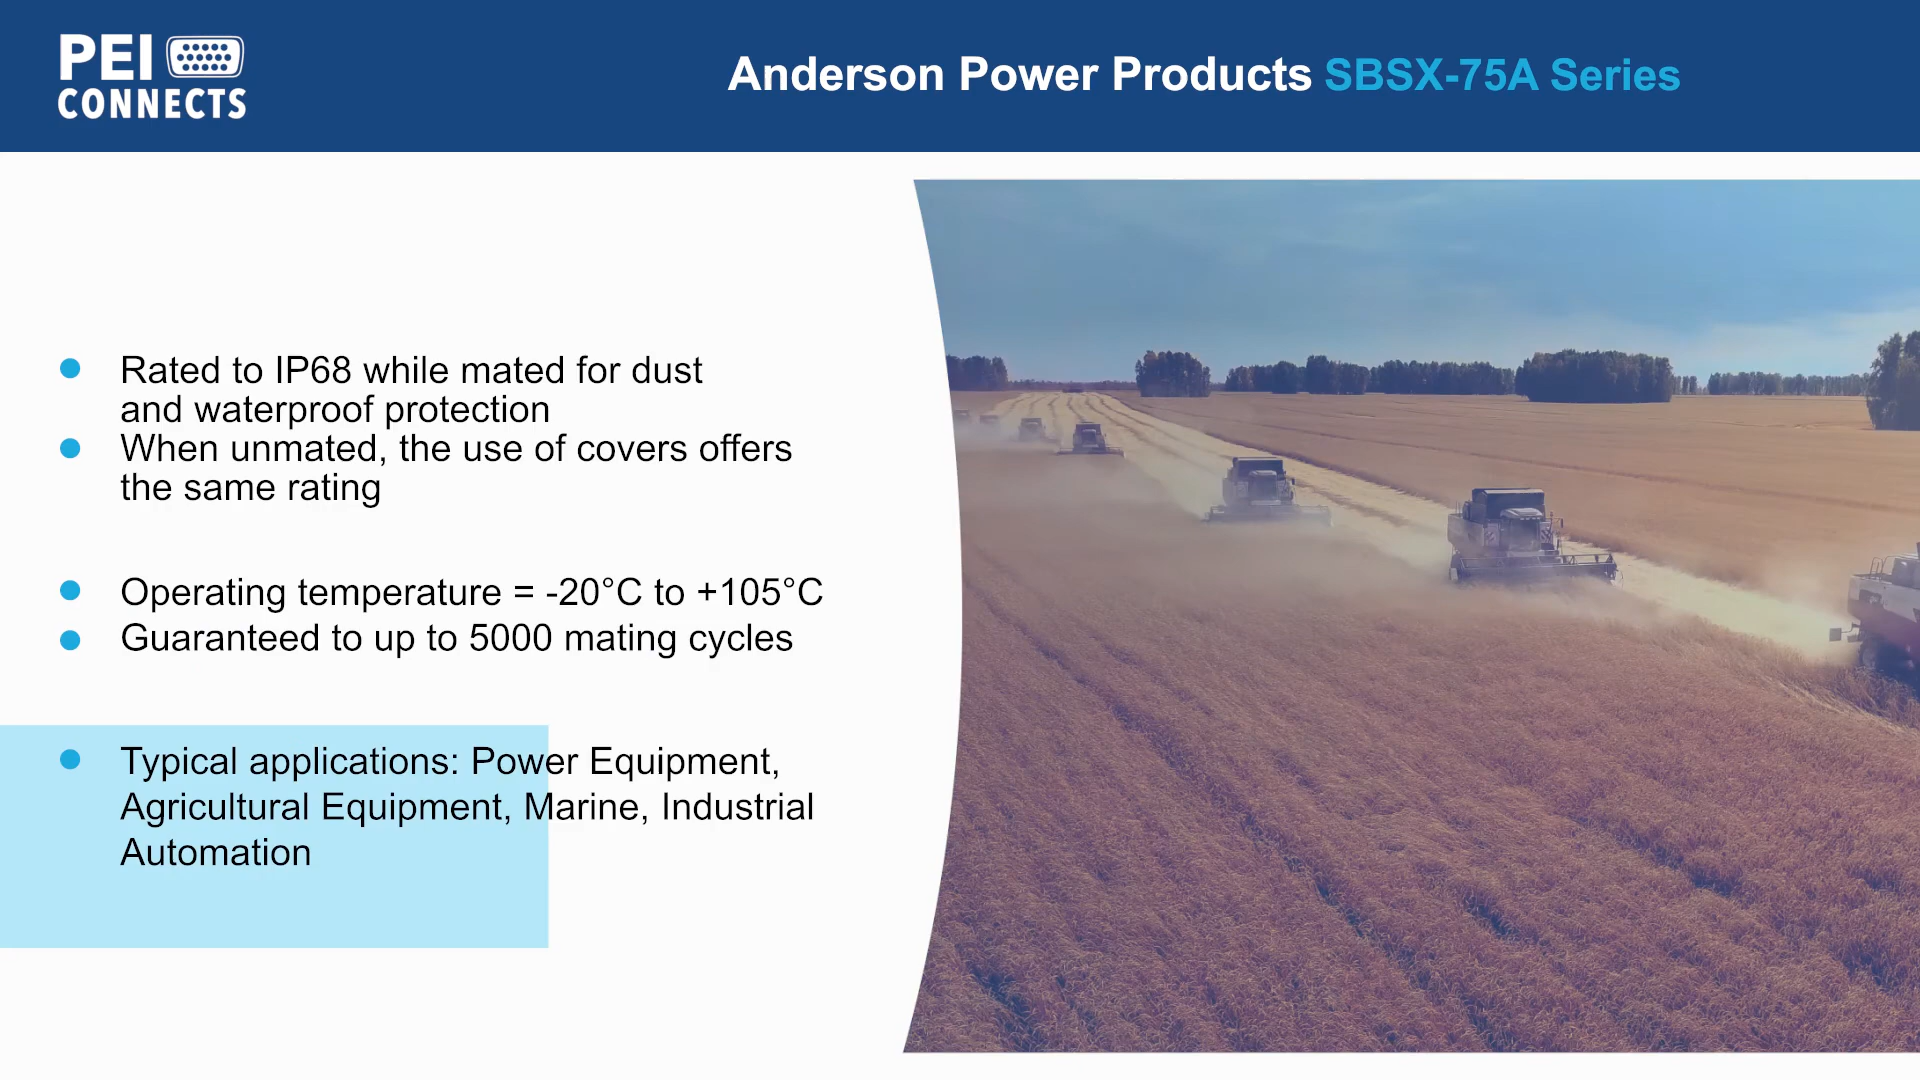 PEI
CONNECTS
Anderson Power Products SBSX-75A Series
Rated to IP68 while mated for dust
and waterproof protection
When unmated, the use of covers offers
the same rating
Operating temperature = -20°C to +105°C
Guaranteed to up to 5000 mating cycles
Typical applications: Power Equipment,
Agricultural Equipment, Marine, Industrial
Automation